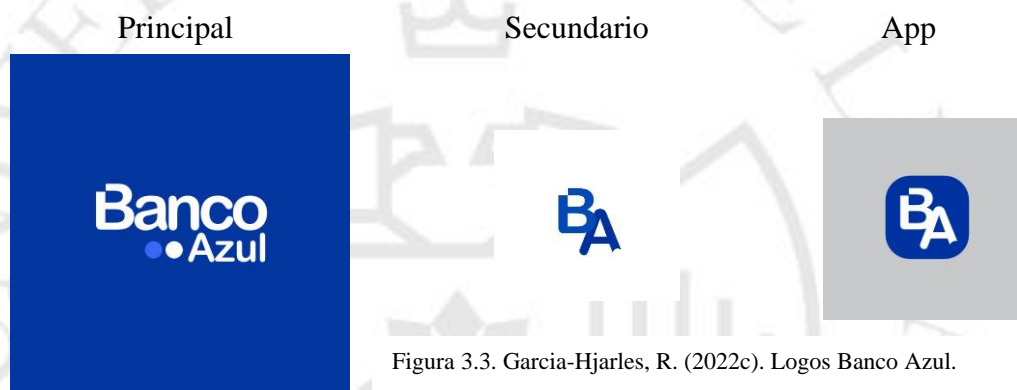 Principal
Secundario
App
Banco
Azul
BA
BA
Figura 3.3. Garcia-Hjarles, R. (2022c). Logos Banco Azul.